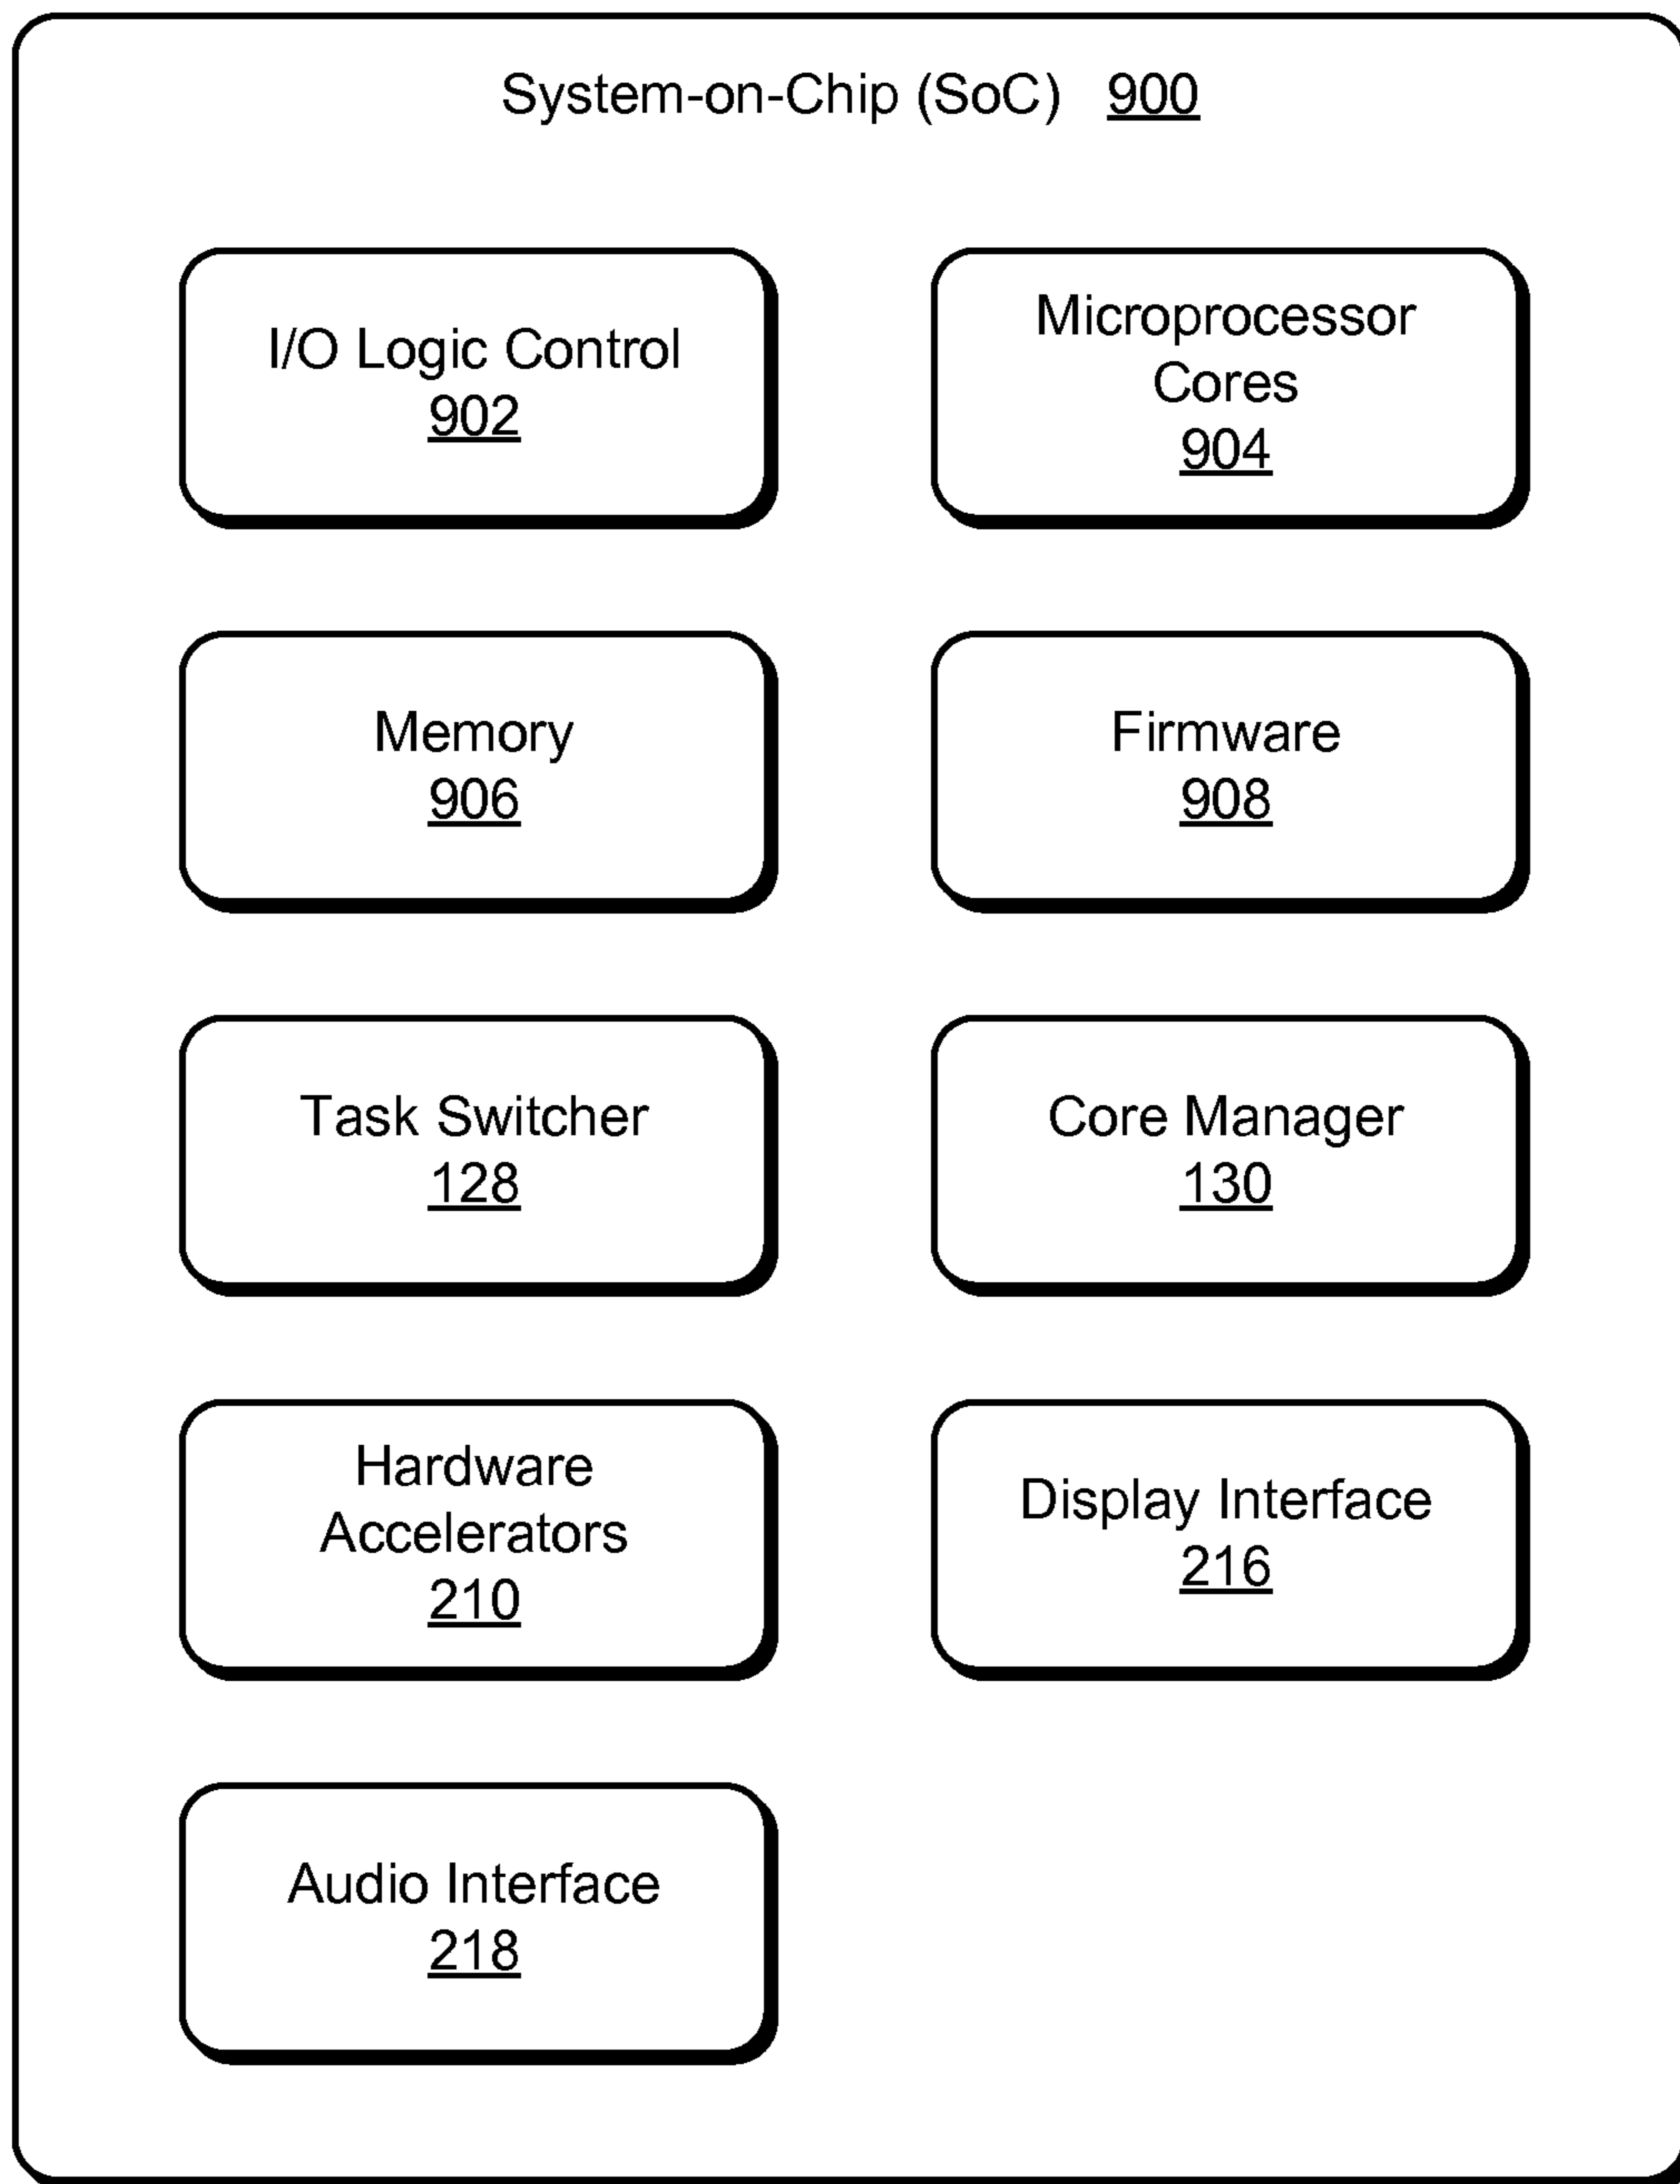 System-on-Chip (SoC) 900
I/O Logic Control
902
Microprocessor
Cores
904
Memory
906
Firmware
908
Task Switcher
128
Core Manager
130
Hardware
Accelerators
210
Display Interface
216
Audio Interface
218